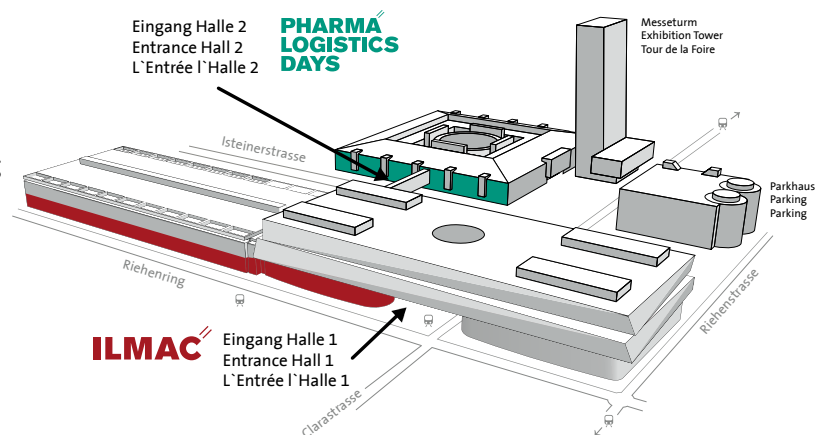 Eingang Halle 2
Entrance Hall 2
L`Entrée l`Halle 2
PHARMA
LOGISTICS
DAYS
Messeturm
Exhibition Tower
Tour de la Foire
Isteinerstrasse
Parkhaus
Parking
Parking
Riehenring
Riehenstrasse
ILMAC
Eingang Halle 1
Entrance Hall 1
L`Entrée l`Halle 1
Clarastrasse